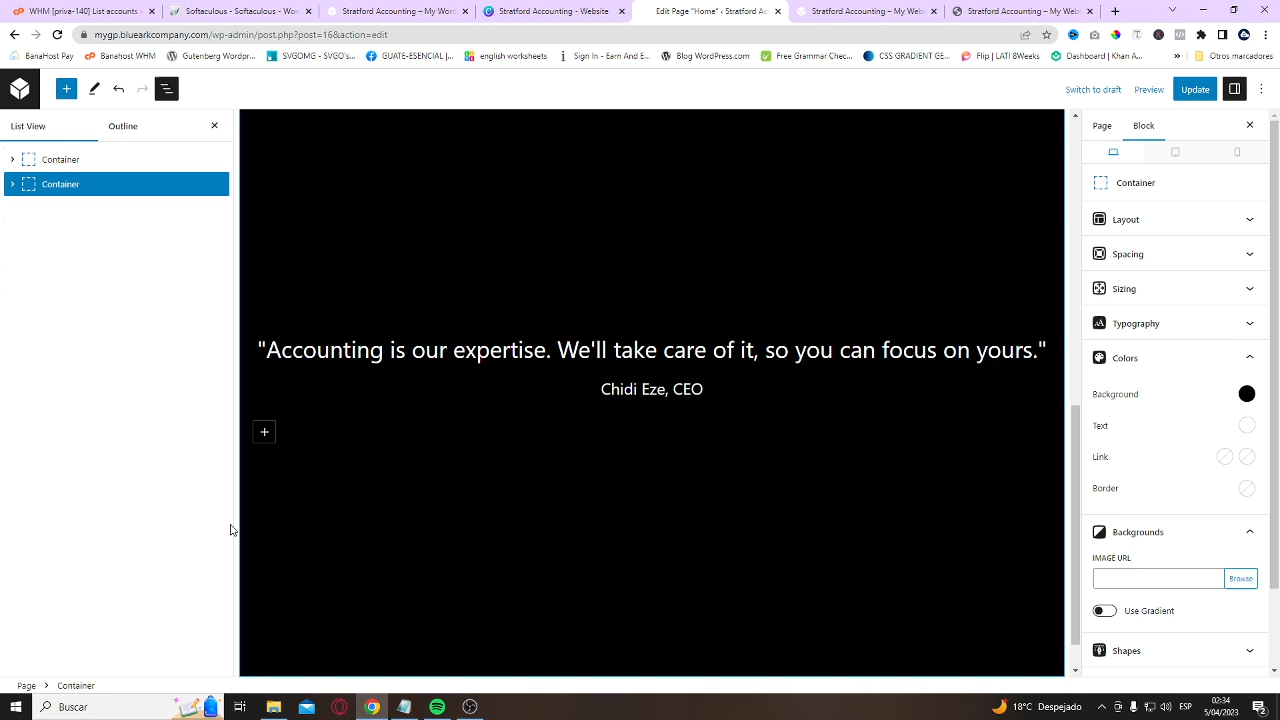 WHM [priva-140] List accounts
Softaculous - Softaculous - Wor
Stratford Accounting – My Wor
Stratford Accounting - Website
Edit Page "Home" ‹ Stratford Ac
Stratford Accounting – My Web
Stratford Accounting – My Web
mygp.bluearkcompany.com/wp-admin/post.php?post=16&action=edit
BanaHost Pay
Banahost WHM
Gutenberg Wordpr...
SVGOMG - SVGO's...
GUATE-ESENCIAL |...
english worksheets
Sign In - Earn And E...
Blog WordPress.com
Free Grammar Chec...
CSS GRADIENT GE...
Flip | LATI 8Weeks
Dashboard | Khan A...
»
Otros marcadores
Switch to draft
Preview
Update
List View
Outline
Container
Container
"Accounting is our expertise. We'll take care of it, so you can focus on yours."
Chidi Eze, CEO
Page
Block
Container
Layout
Spacing
Sizing
Typography
Colors
Background
Text
Link
Border
Backgrounds
IMAGE URL
Browse
Use Gradient
Shapes
Page > Container
Buscar
18°C Despejado
ESP
02:34
5/04/2023